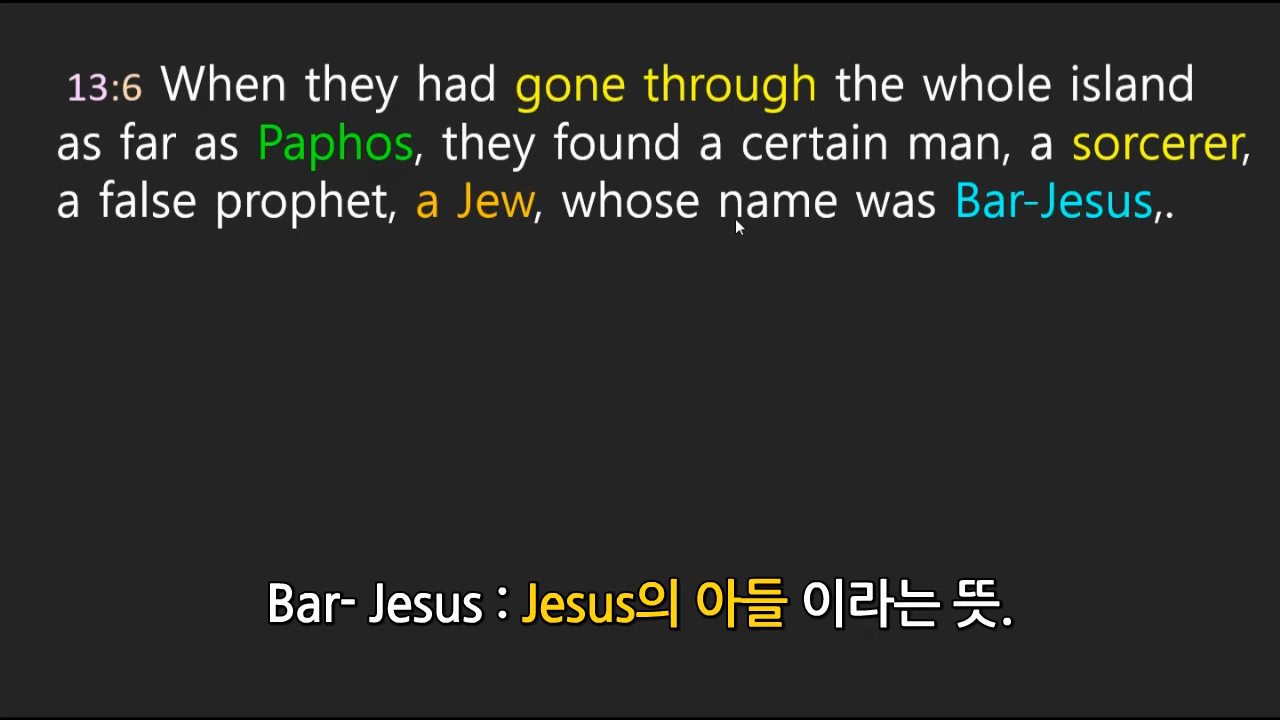 13:6 When they had gone through the whole island
as far as Paphos, they found a certain man, a sorcerer,
a false prophet, a Jew, whose name was Bar-Jesus,.
Bar- Jesus : Jesus의 아들 이라는 뜻.